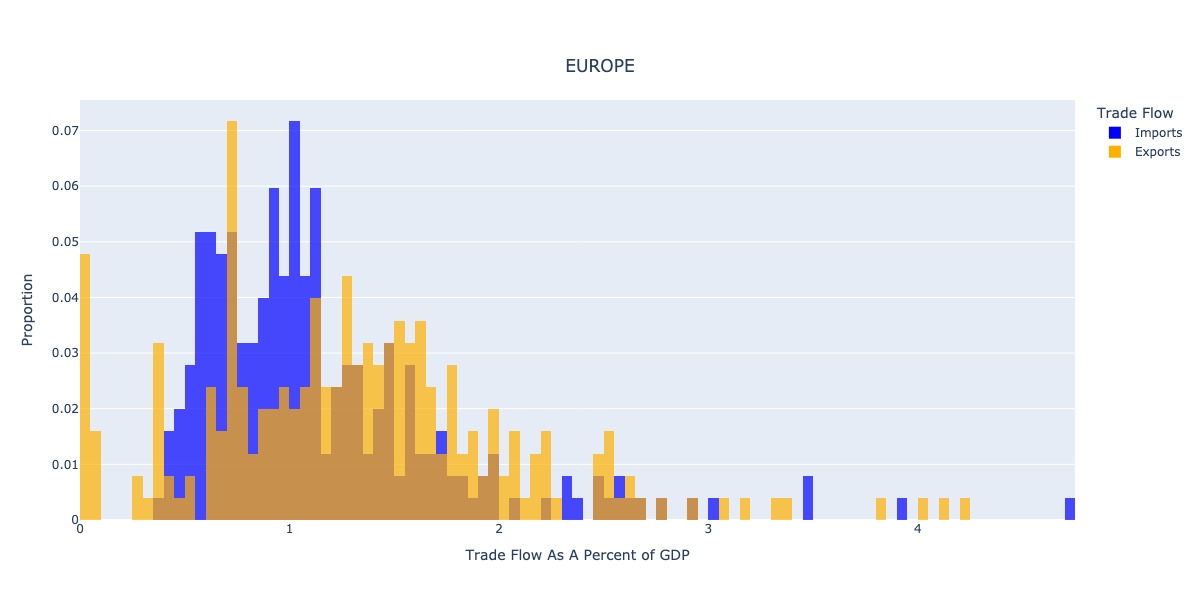 EUROPE
Trade Flow
Imports
Exports
0.07
0.06
0.05
0.04
0.03
0.02
0.01
0
Proportion
0 1 2 3 4
Trade Flow As A Percent of GDP